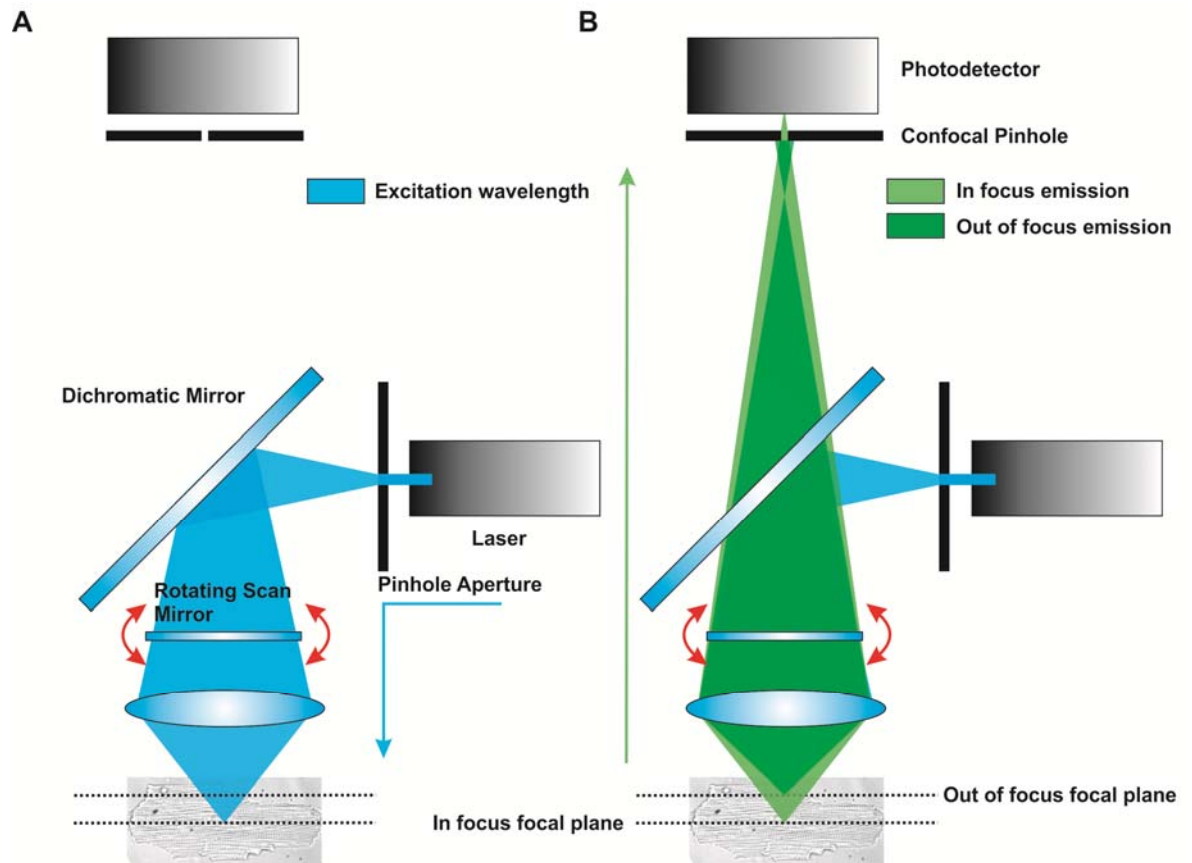 A
B
Photodetector
Confocal Pinhole
Excitation wavelength
In focus emission
Out of focus emission
Dichromatic Mirror
Laser
Pinhole Aperture
Rotating Scan
Mirror
Out of focus focal plane
In focus focal plane